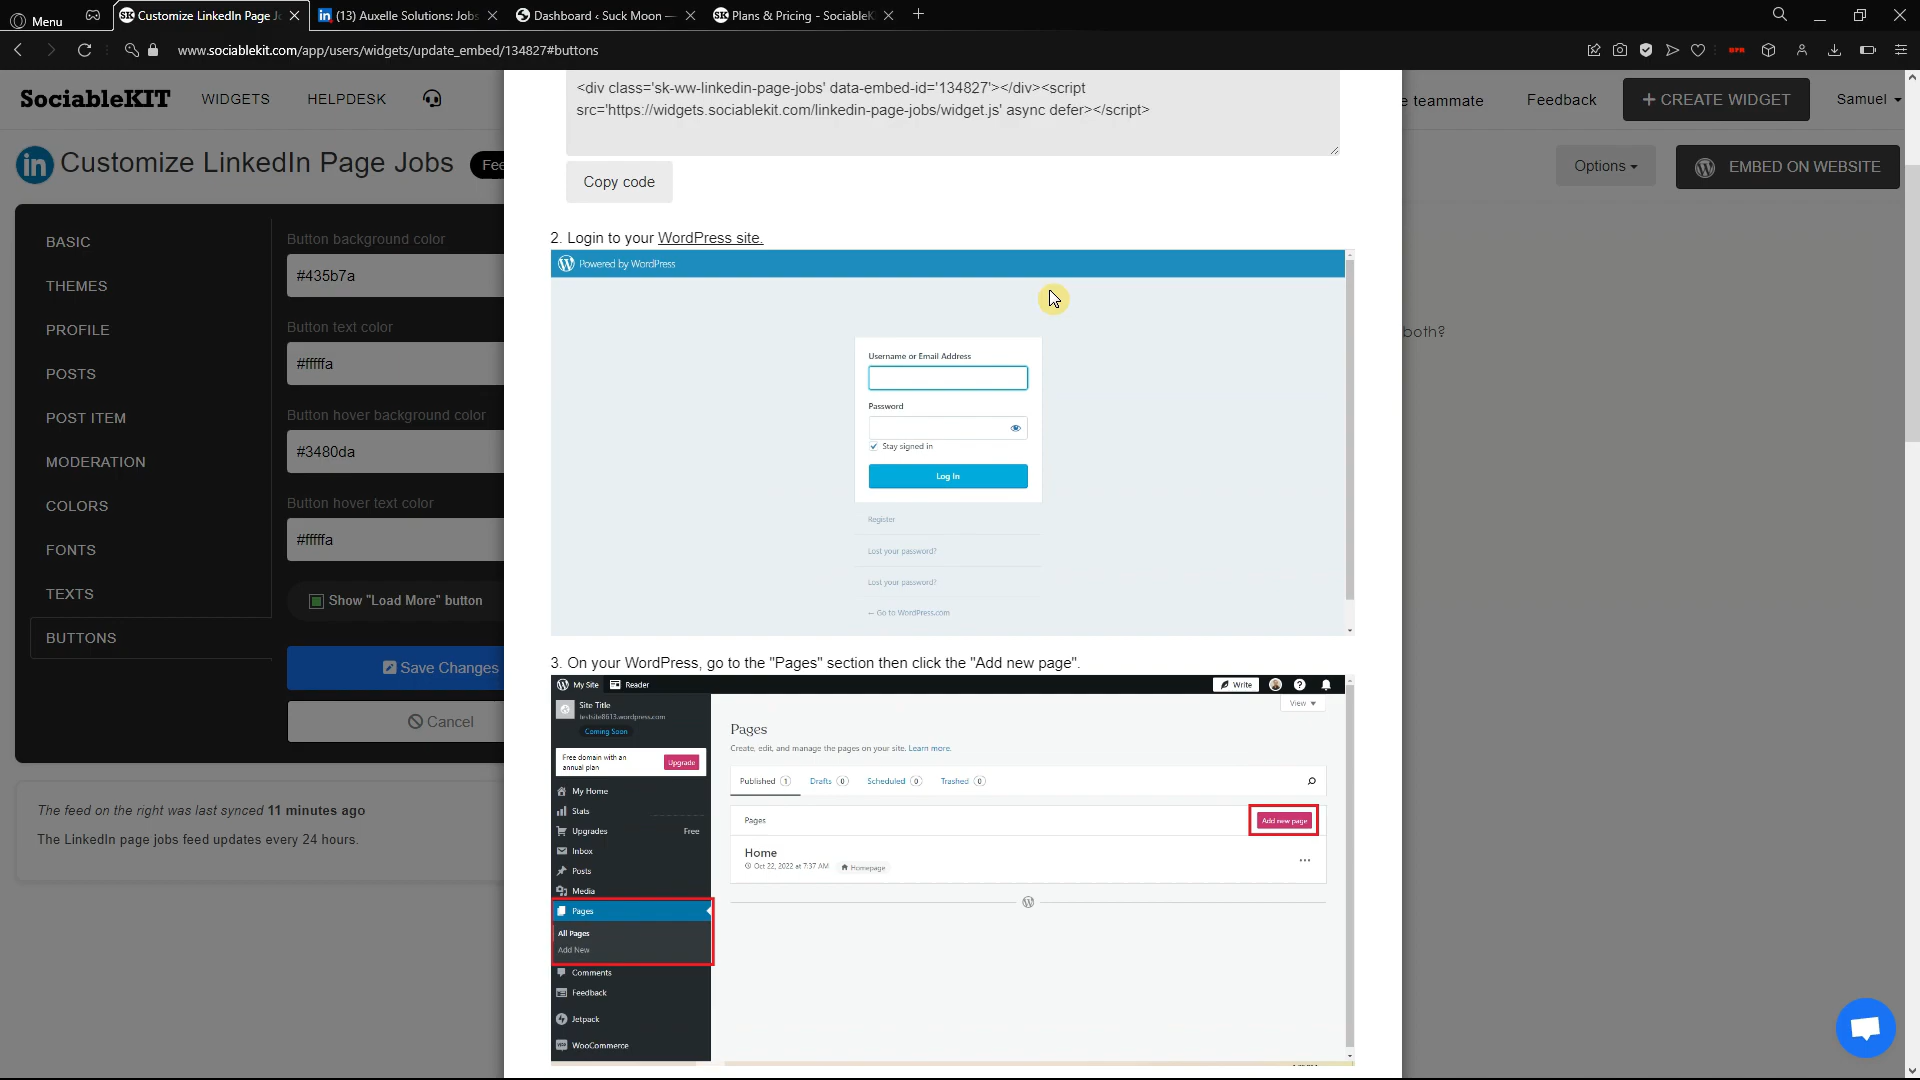 Menu
Customize LinkedIn Page J
(13) Auxelle Solutions: Jobs
Dashboard ‹ Suck Moon —
Plans & Pricing - SociableK
www.sociablekit.com/app/users/widgets/update_embed/134827#buttons
SociableKIT
WIDGETS
HELPDESK
e teammate
Feedback
+ CREATE WIDGET
Samuel
Customize LinkedIn Page Jobs
Fee
Options
EMBED ON WEBSITE
BASIC
THEMES
PROFILE
POSTS
POST ITEM
MODERATION
COLORS
FONTS
TEXTS
BUTTONS
Button background color
#435b7a
Button text color
#fffffa
Button hover background color
#3480da
Button hover text color
#fffffa
Show "Load More" button
Save Changes
Cancel
The feed on the right was last synced 11 minutes ago
The LinkedIn page jobs feed updates every 24 hours.
both?
<div class='sk-ww-linkedin-page-jobs' data-embed-id='134827'></div><script
src='https://widgets.sociablekit.com/linkedin-page-jobs/widget.js' async defer></script>
Copy code
2. Login to your WordPress site.
Powered by WordPress
Username or Email Address
Password
Stay signed in
Log In
Register
Lost your password?
Lost your password?
← Go to WordPress.com
3. On your WordPress, go to the "Pages" section then click the "Add new page".
My Site
Reader
Write
Site Title
testsite8613.wordpress.com
Coming Soon
Free domain with an
annual plan
Upgrade
My Home
Stats
Upgrades
Free
Inbox
Posts
Media
Pages
All Pages
Add New
Comments
Feedback
Jetpack
WooCommerce
View
Pages
Create, edit, and manage the pages on your site. Learn more.
Published 1
Drafts 0
Scheduled 0
Trashed 0
Pages
Add new page
Home
Oct 22, 2022 at 7:37 AM
Homepage